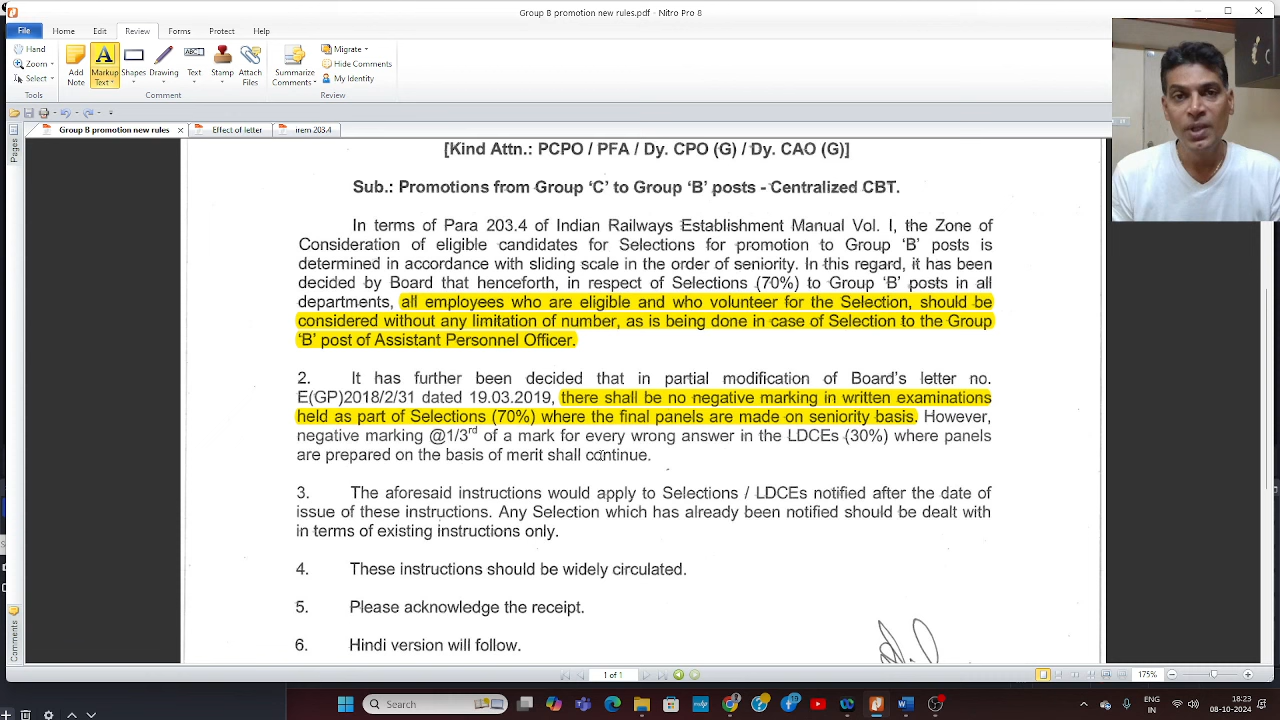 Group B promotion new rules.pdf - Nitro Pro 8
File Home Edit Review Forms Protect Help
Hand
Zoom
Select
Tools
Add Note
Markup Text
Shapes
Drawing
Text
Stamp
Attach Files
Comment
Summarize Comments
Migrate
Hide Comments
My Identity
Review
Group B promotion new rules × Effect of letter irem 203.4
Pages
[Kind Attn.: PCPO / PFA / Dy. CPO (G) / Dy. CAO (G)]
Sub.: Promotions from Group ‘C’ to Group ‘B’ posts - Centralized CBT.
In terms of Para 203.4 of Indian Railways Establishment Manual Vol. I, the Zone of
Consideration of eligible candidates for Selections for promotion to Group ‘B’ posts is
determined in accordance with sliding scale in the order of seniority. In this regard, it has been
decided by Board that henceforth, in respect of Selections (70%) to Group ‘B’ posts in all
departments, all employees who are eligible and who volunteer for the Selection, should be
considered without any limitation of number, as is being done in case of Selection to the Group
‘B’ post of Assistant Personnel Officer.
2. It has further been decided that in partial modification of Board’s letter no.
E(GP)2018/2/31 dated 19.03.2019, there shall be no negative marking in written examinations
held as part of Selections (70%) where the final panels are made on seniority basis. However,
negative marking @1/3rd of a mark for every wrong answer in the LDCEs (30%) where panels
are prepared on the basis of merit shall continue.
3. The aforesaid instructions would apply to Selections / LDCEs notified after the date of
issue of these instructions. Any Selection which has already been notified should be dealt with
in terms of existing instructions only.
4. These instructions should be widely circulated.
5. Please acknowledge the receipt.
6. Hindi version will follow.
Comments
1 of 1
175%
Search
ENG
IN
18:23
08-10-2024